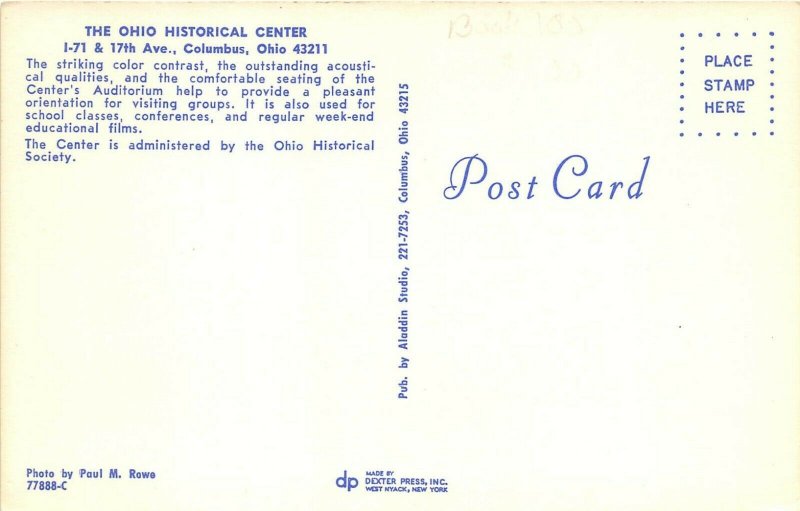 THE OHIO HISTORICAL CENTER
I-71 & 17th Ave., Columbus, Ohio 43211
The striking color contrast, the outstanding acousti-
cal qualities, and the comfortable seating of the
Center's Auditorium help to provide a pleasant
orientation for visiting groups. It is also used for
school classes, conferences, and regular week-end
educational films.
The Center is administered by the Ohio Historical
Society.
Pub. by Aladdin Studio, 221-7253, Columbus, Ohio 43215
PLACE
STAMP
HERE
Post Card
Photo by Paul M. Rowe
77888-C
dp
MADE BY
DEXTER PRESS, INC.
WEST NYACK, NEW YORK